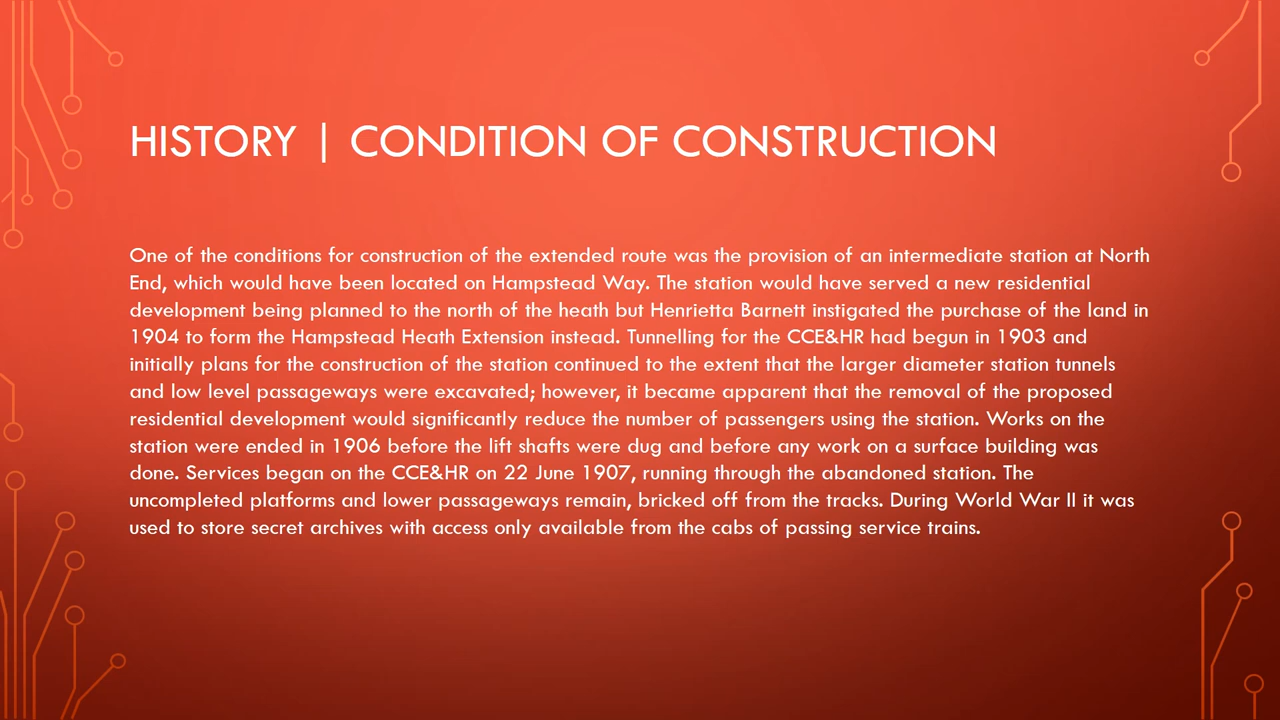 HISTORY | CONDITION OF CONSTRUCTION
One of the conditions for construction of the extended route was the provision of an intermediate station at North
End, which would have been located on Hampstead Way. The station would have served a new residential
development being planned to the north of the heath but Henrietta Barnett instigated the purchase of the land in
1904 to form the Hampstead Heath Extension instead. Tunnelling for the CCE&HR had begun in 1903 and
initially plans for the construction of the station continued to the extent that the larger diameter station tunnels
and low level passageways were excavated; however, it became apparent that the removal of the proposed
residential development would significantly reduce the number of passengers using the station. Works on the
station were ended in 1906 before the lift shafts were dug and before any work on a surface building was
done. Services began on the CCE&HR on 22 June 1907, running through the abandoned station. The
uncompleted platforms and lower passageways remain, bricked off from the tracks. During World War II it was
used to store secret archives with access only available from the cabs of passing service trains.